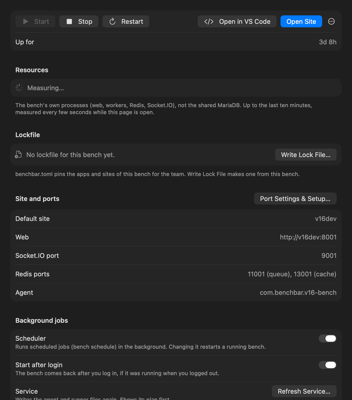 Start
Stop
Restart
Open in VS Code
Open Site
Up for
3d 8h
Resources
Measuring...
The bench's own processes (web, workers, Redis, Socket.IO), not the shared MariaDB. Up to the last ten minutes,
measured every few seconds while this page is open.
Lockfile
No lockfile for this bench yet.
Write Lock File...
benchbar.toml pins the apps and sites of this bench for the team. Write Lock File makes one from this bench.
Site and ports
Port Settings & Setup...
Default site
v16dev
Web
http://v16dev:8001
Socket.IO port
9001
Redis ports
11001 (queue), 13001 (cache)
Agent
com.benchbar.v16-bench
Background jobs
Scheduler
Runs scheduled jobs (bench schedule) in the background. Changing it restarts a running bench.
Start after login
The bench comes back after you log in, if it was running when you logged out.
Service
Refresh Service...